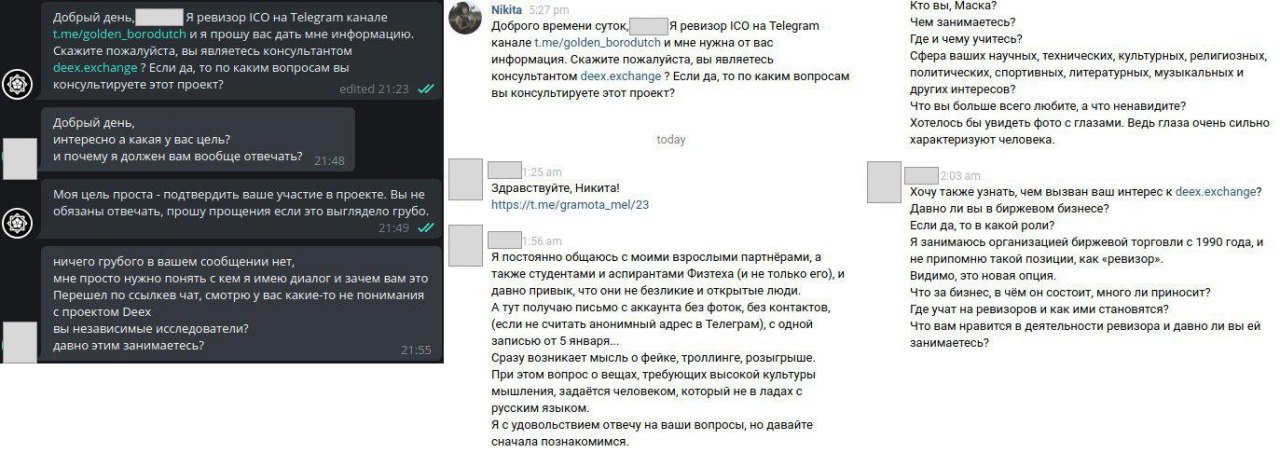 Добрый день, Я ревизор ICO на Telegram канале
t.me/golden_borodutch и я прошу вас дать мне информацию.
Скажите пожалуйста, вы являетесь консультантом
deex.exchange ? Если да, то по каким вопросам вы
консультируете этот проект?
edited 21:23
Добрый день,
интересно а какая у вас цель?
и почему я должен вам вообще отвечать?
21:48
Моя цель проста - подтвердить ваше участие в проекте. Вы не
обязаны отвечать, прошу прощения если это выглядело грубо.
21:49
ничего грубого в вашем сообщении нет,
мне просто нужно понять с кем я имею диалог и зачем вам это
Перешел по ссылкев чат, смотрю у вас какие-то не понимания
с проектом Deex
вы независимые исследователи?
давно этим занимаетесь?
21:55
Nikita 5:27 pm
Доброго времени суток, Я ревизор ICO на Telegram
канале t.me/golden_borodutch и мне нужна от вас
информация. Скажите пожалуйста, вы являетесь
консультантом deex.exchange ? Если да, то по каким вопросам
вы консультируете этот проект?
today
1:25 am
Здравствуйте, Никита!
https://t.me/gramota_mel/23
1:56 am
Я постоянно общаюсь с моими взрослыми партнёрами, а
также студентами и аспирантами Физтеха (и не только его), и
давно привык, что они не безликие и открытые люди.
А тут получаю письмо с аккаунта без фоток, без контактов,
(если не считать анонимный адрес в Телеграм), с одной
записью от 5 января...
Сразу возникает мысль о фейке, троллинге, розыгрыше.
При этом вопрос о вещах, требующих высокой культуры
мышления, задаётся человеком, который не в ладах с
русским языком.
Я с удовольствием отвечу на ваши вопросы, но давайте
сначала познакомимся.
Кто вы, Маска?
Чем занимаетесь?
Где и чему учитесь?
Сфера ваших научных, технических, культурных, религиозных,
политических, спортивных, литературных, музыкальных и
других интересов?
Что вы больше всего любите, а что ненавидите?
Хотелось бы увидеть фото с глазами. Ведь глаза очень сильно
характеризуют человека.
2:03 am
Хочу также узнать, чем вызван ваш интерес к deex.exchange?
Давно ли вы в биржевом бизнесе?
Если да, то в какой роли?
Я занимаюсь организацией биржевой торговли с 1990 года, и
не припомню такой позиции, как «ревизор».
Видимо, это новая опция.
Что за бизнес, в чём он состоит, много ли приносит?
Где учат на ревизоров и как ими становятся?
Что вам нравится в деятельности ревизора и давно ли вы ей
занимаетесь?